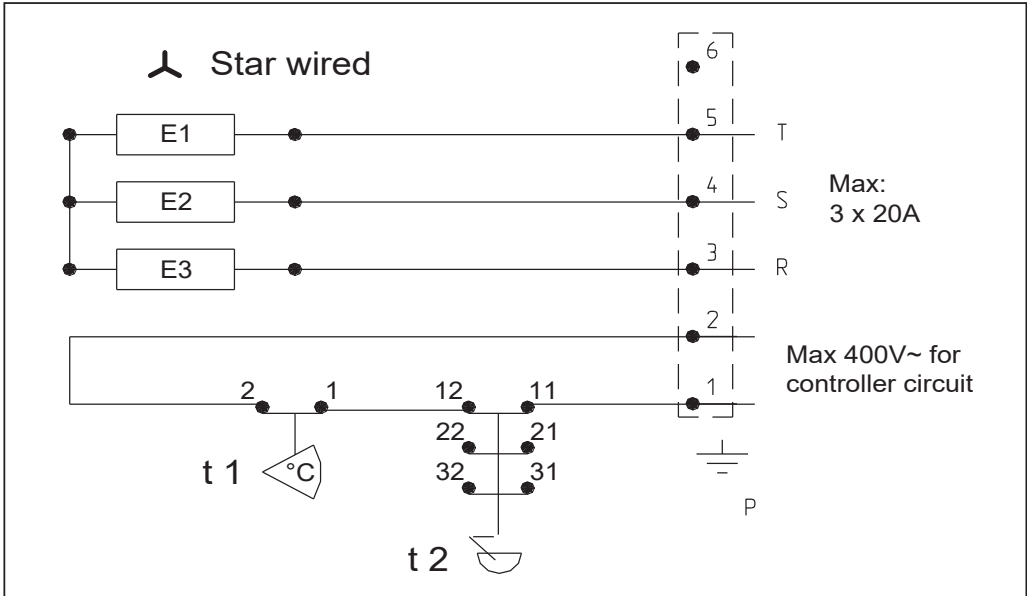 Star wired
6
E1
5
T
E2
4
S
Max:
3 x 20A
E3
3
R
2
Max 400V~ for
controller circuit
1
2
1
12
11
22
21
t 1
°C
32
31
P
t 2